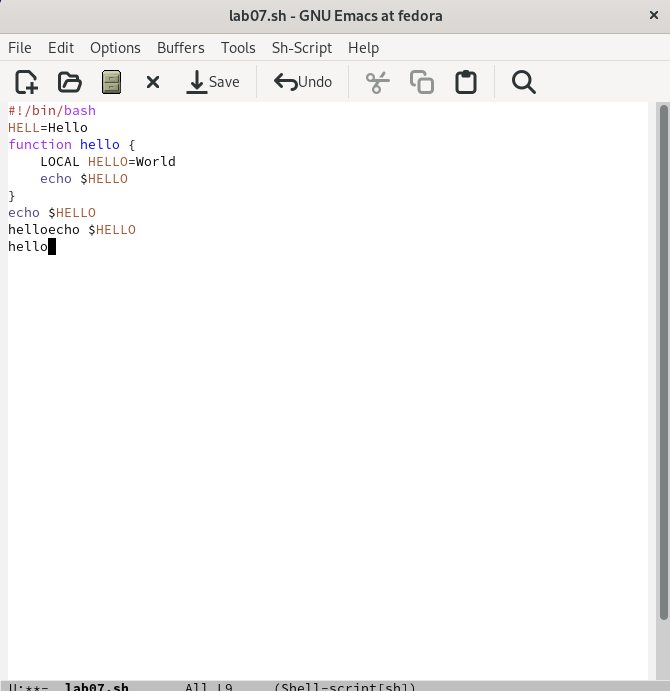 lab07.sh - GNU Emacs at fedora
File Edit Options Buffers Tools Sh-Script Help
Save Undo
#!/bin/bash
HELL=Hello
function hello {
    LOCAL HELLO=World
    echo $HELLO
}
echo $HELLO
helloecho $HELLO
hello
U:**-  lab07.sh       All L9     (Shell-script[sh])